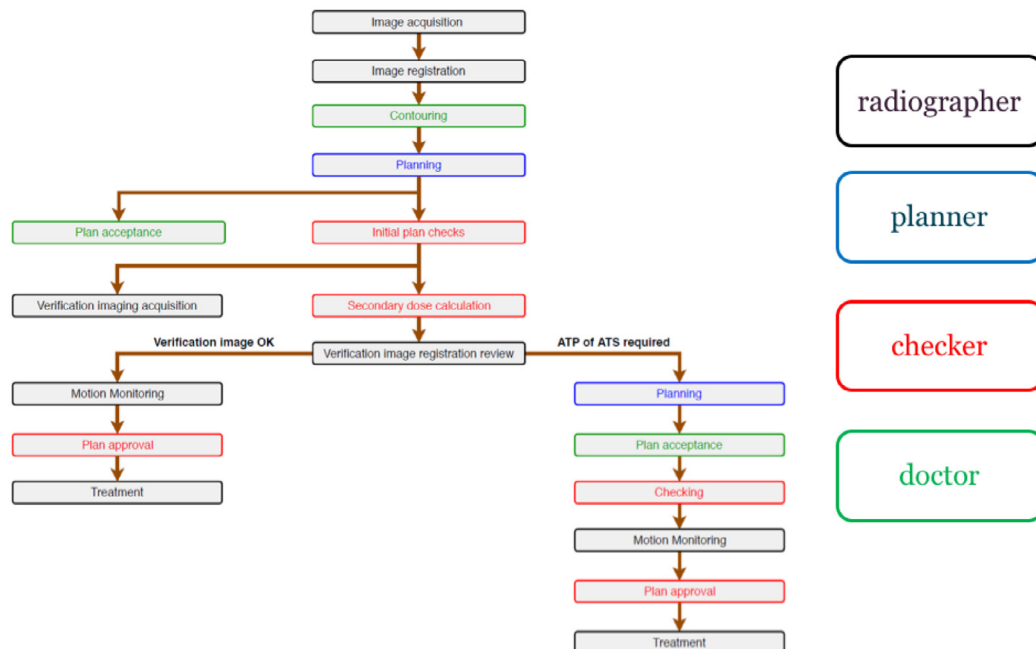 Image acquisition
Image registration
Contouring
Planning
Plan acceptance
Initial plan checks
Verification imaging acquisition
Secondary dose calculation
Verification image OK
Verification image registration review
ATP of ATS required
Motion Monitoring
Plan approval
Treatment
Planning
Plan acceptance
Checking
Motion Monitoring
Plan approval
Treatment
radiographer
planner
checker
doctor